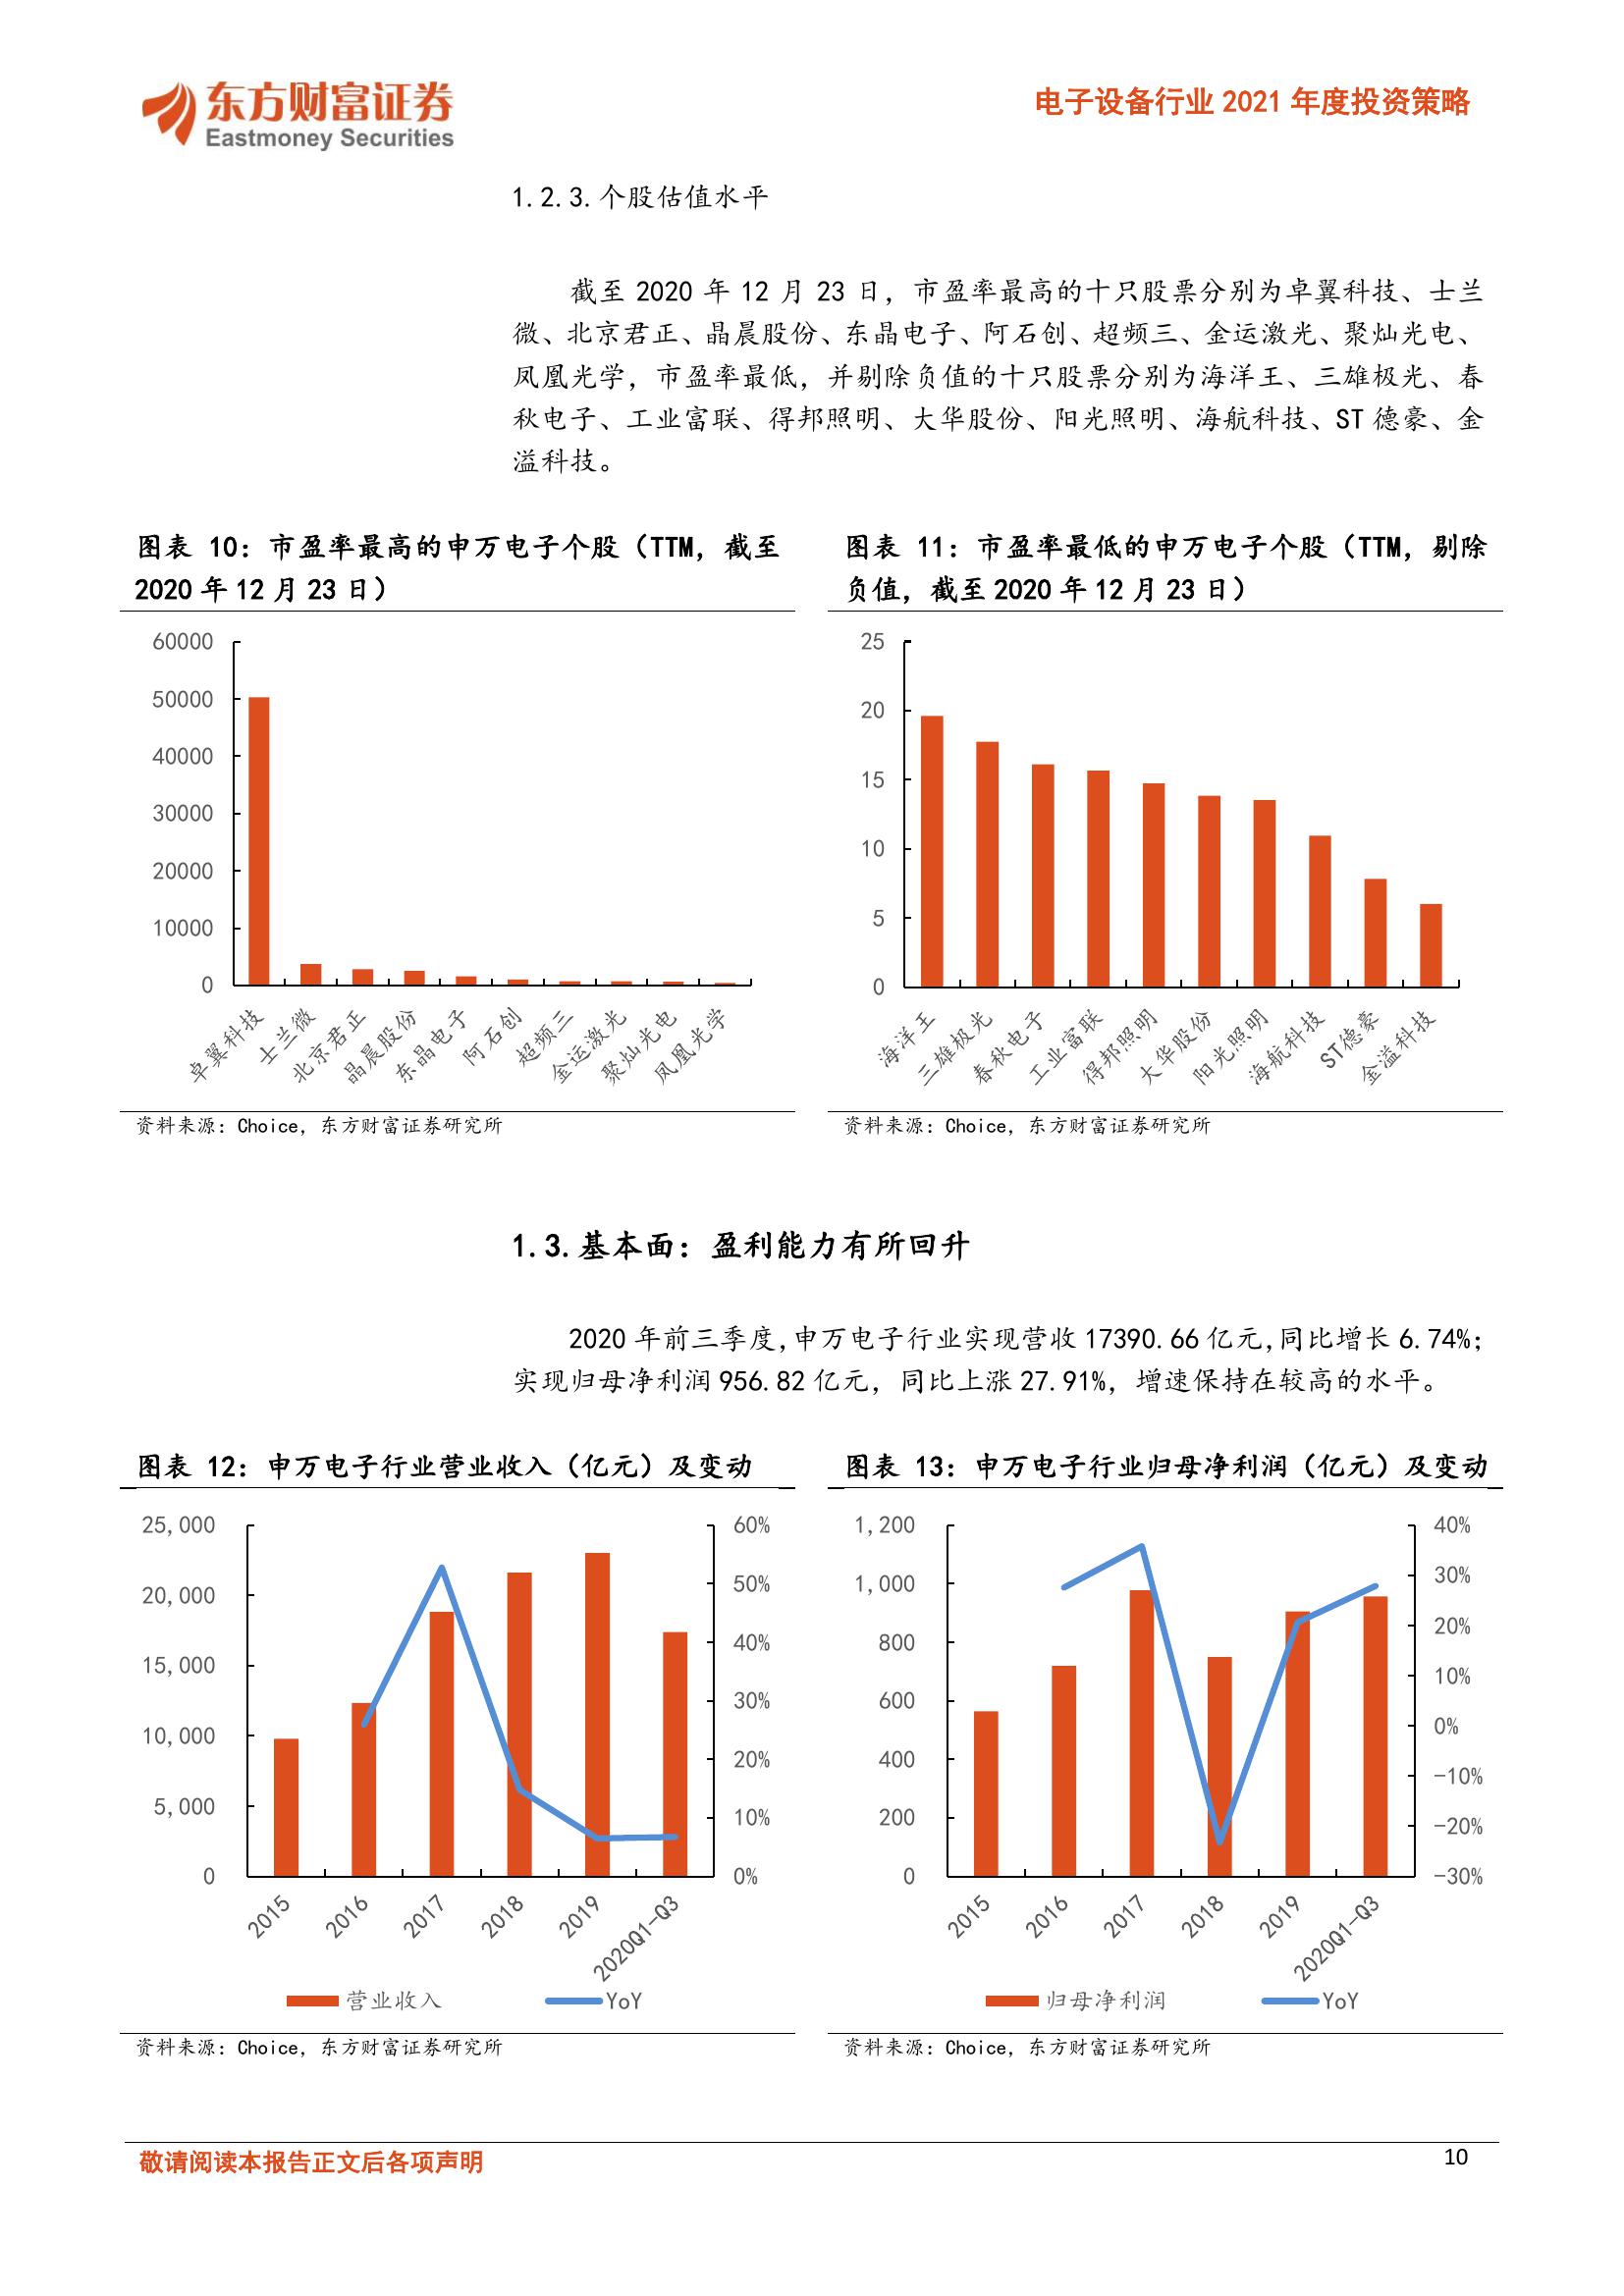 东方财富证券
Eastmoney Securities
电子设备行业 2021 年度投资策略
1.2.3.个股估值水平
截至 2020 年 12 月 23 日，市盈率最高的十只股票分别为卓翼科技、士兰
微、北京君正、晶晨股份、东晶电子、阿石创、超频三、金运激光、聚灿光电、
凤凰光学，市盈率最低，并剔除负值的十只股票分别为海洋王、三雄极光、春
秋电子、工业富联、得邦照明、大华股份、阳光照明、海航科技、ST 德豪、金
溢科技。
图表 10：市盈率最高的申万电子个股（TTM，截至
2020 年 12 月 23 日）
60000
50000
40000
30000
20000
10000
0
卓翼科技
士兰微
北京君正
晶晨股份
东晶电子
阿石创
超频三
金运激光
聚灿光电
凤凰光学
资料来源：Choice，东方财富证券研究所
图表 11：市盈率最低的申万电子个股（TTM，剔除
负值，截至 2020 年 12 月 23 日）
25
20
15
10
5
0
海洋王
三雄极光
春秋电子
工业富联
得邦照明
大华股份
阳光照明
海航科技
ST德豪
金溢科技
资料来源：Choice，东方财富证券研究所
1.3.基本面：盈利能力有所回升
2020 年前三季度,申万电子行业实现营收 17390.66 亿元,同比增长 6.74%;
实现归母净利润 956.82 亿元，同比上涨 27.91%，增速保持在较高的水平。
图表 12：申万电子行业营业收入（亿元）及变动
25,000
20,000
15,000
10,000
5,000
0
60%
50%
40%
30%
20%
10%
0%
2015
2016
2017
2018
2019
2020Q1-Q3
营业收入
YoY
资料来源：Choice，东方财富证券研究所
图表 13：申万电子行业归母净利润（亿元）及变动
1,200
1,000
800
600
400
200
0
40%
30%
20%
10%
0%
-10%
-20%
-30%
2015
2016
2017
2018
2019
2020Q1-Q3
归母净利润
YoY
资料来源：Choice，东方财富证券研究所
敬请阅读本报告正文后各项声明
10